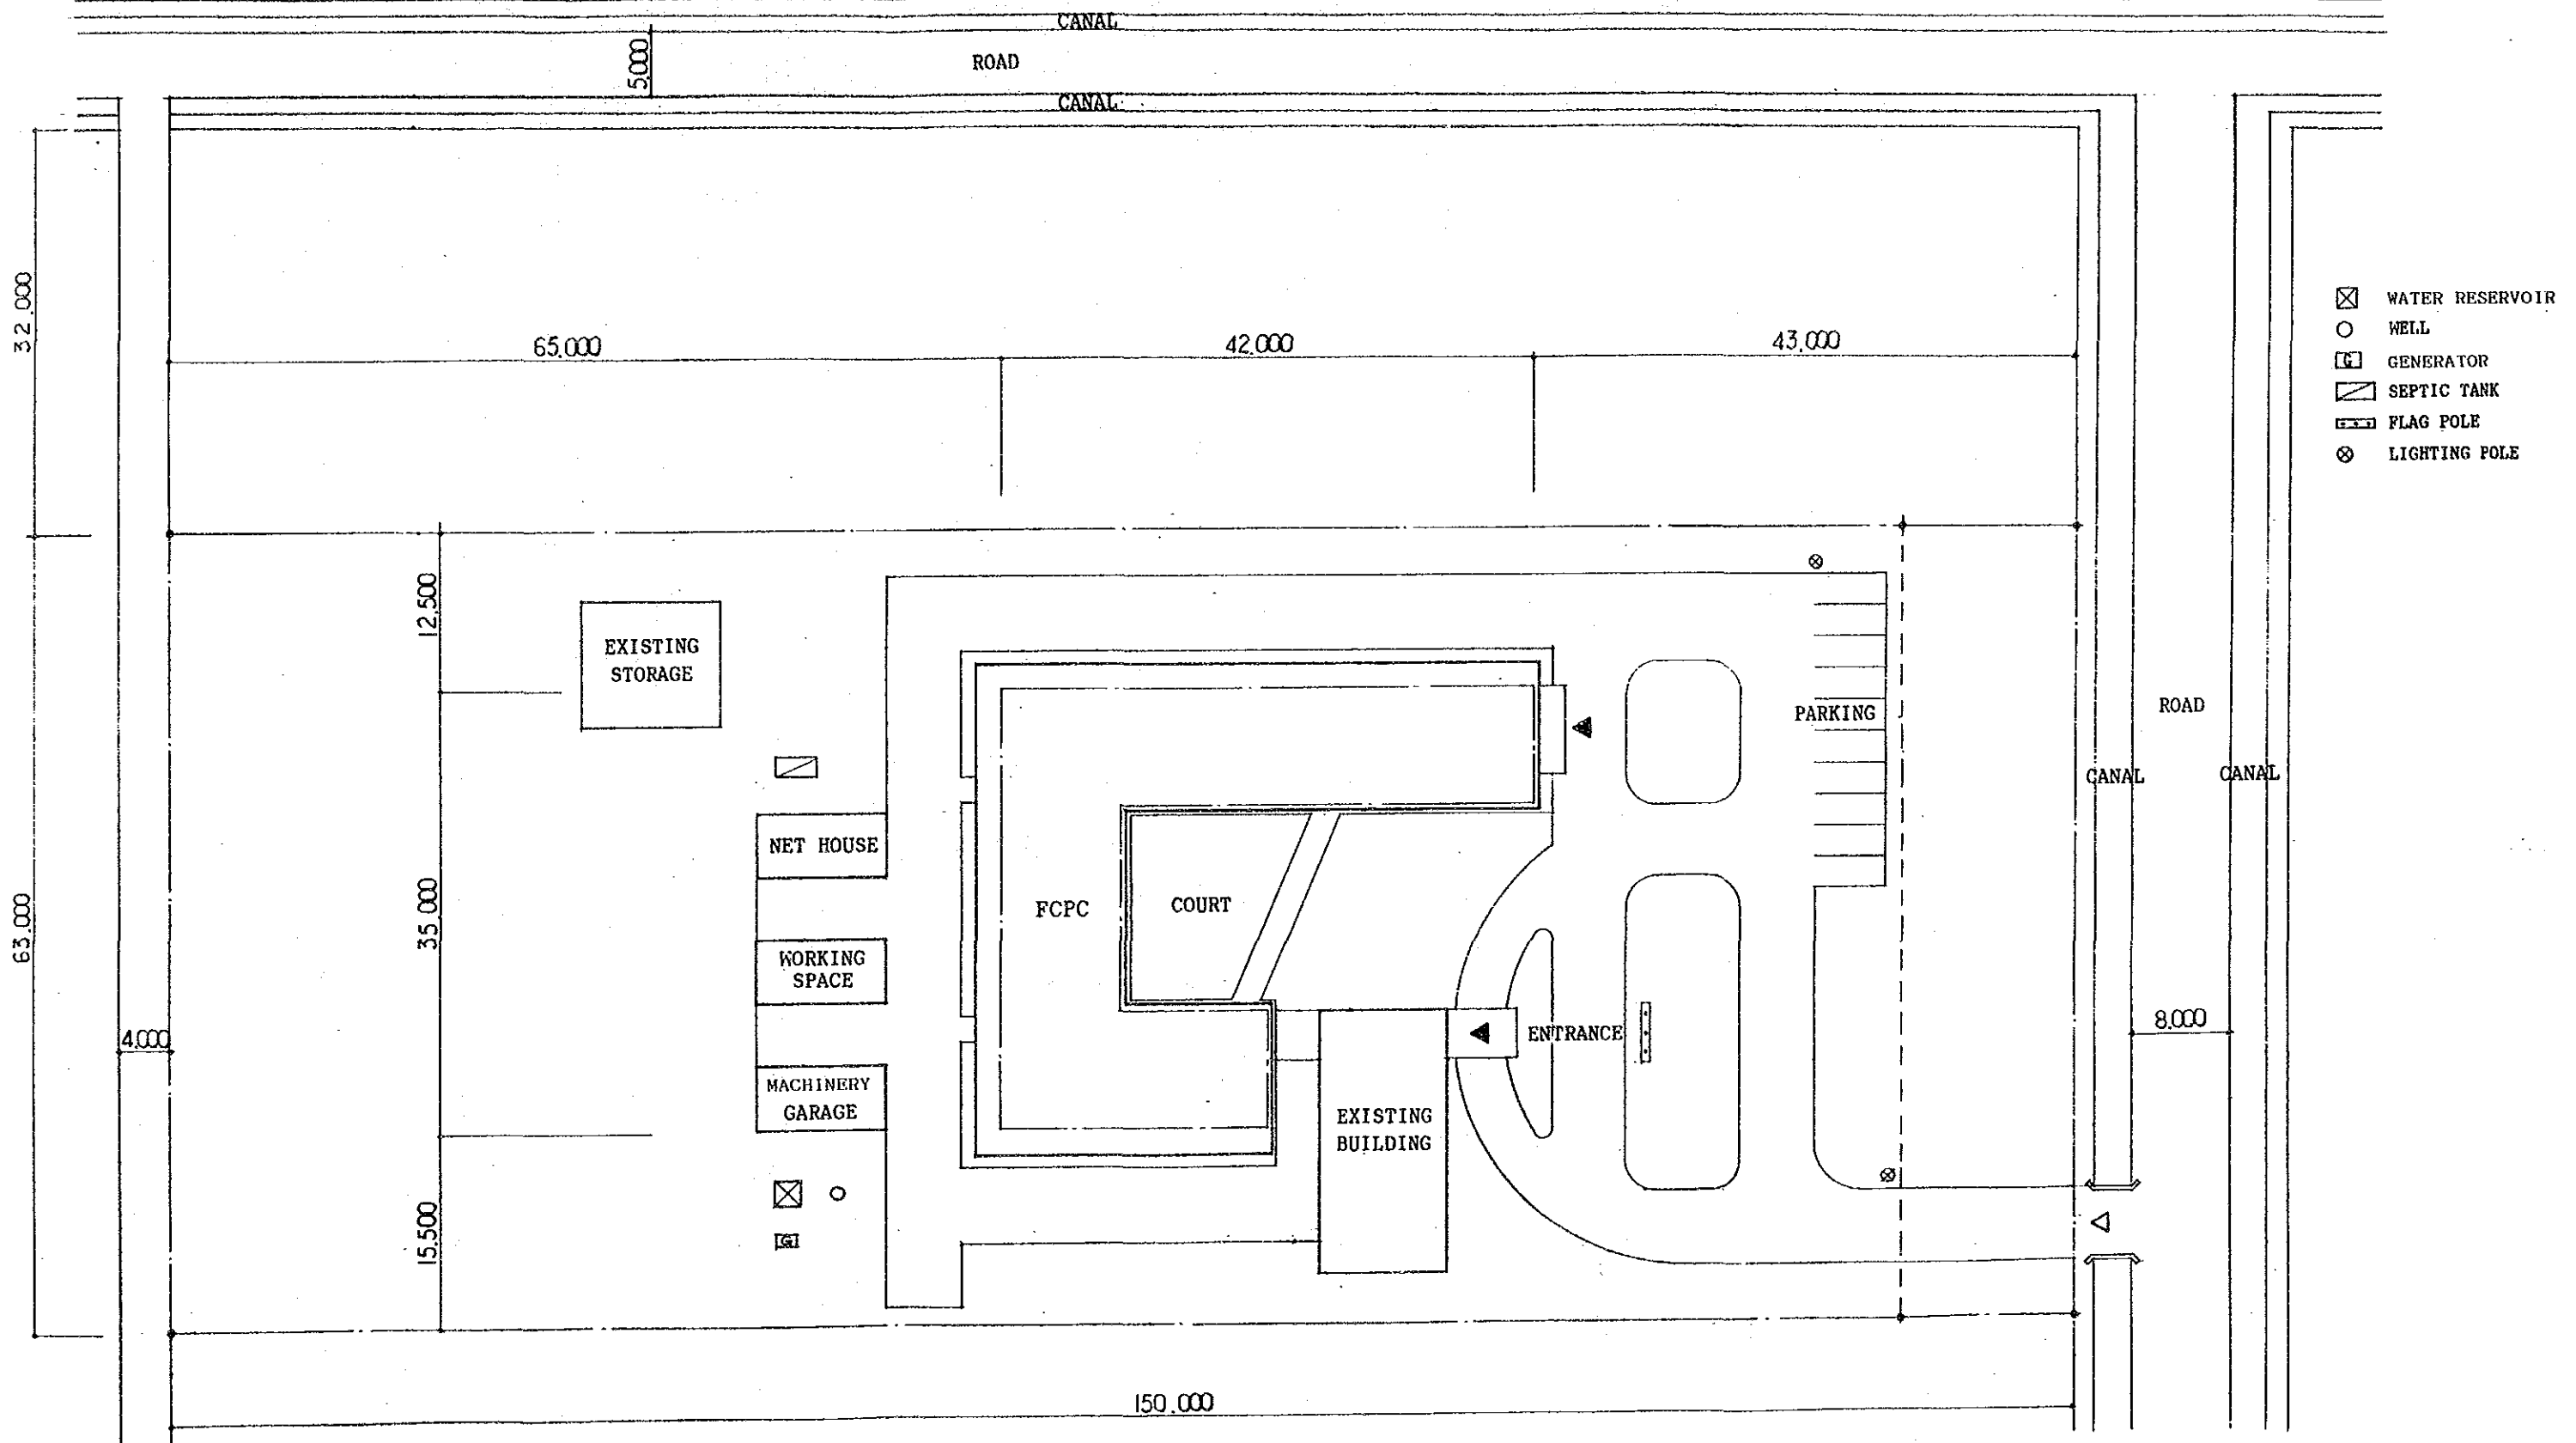 CANAL
5,000
ROAD
CANAL
32,000
WATER RESERVOIR
WELL
G GENERATOR
SEPTIC TANK
FLAG POLE
LIGHTING POLE
65,000
42,000
43,000
12,500
EXISTING
STORAGE
PARKING
ROAD
CANAL
CANAL
NET HOUSE
63,000
35,000
FCPC
COURT
WORKING
SPACE
4,000
ENTRANCE
8,000
MACHINERY
GARAGE
EXISTING
BUILDING
15,500
G
150,000